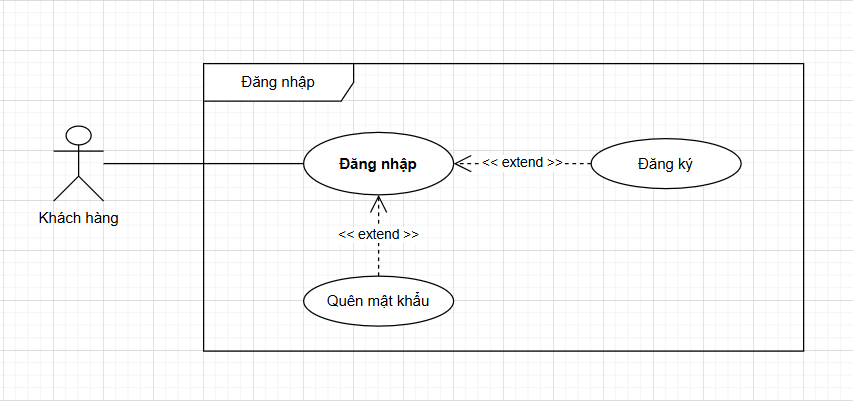 Đăng nhập
Đăng nhập
<< extend >>
Đăng ký
Khách hàng
<< extend >>
Quên mật khẩu